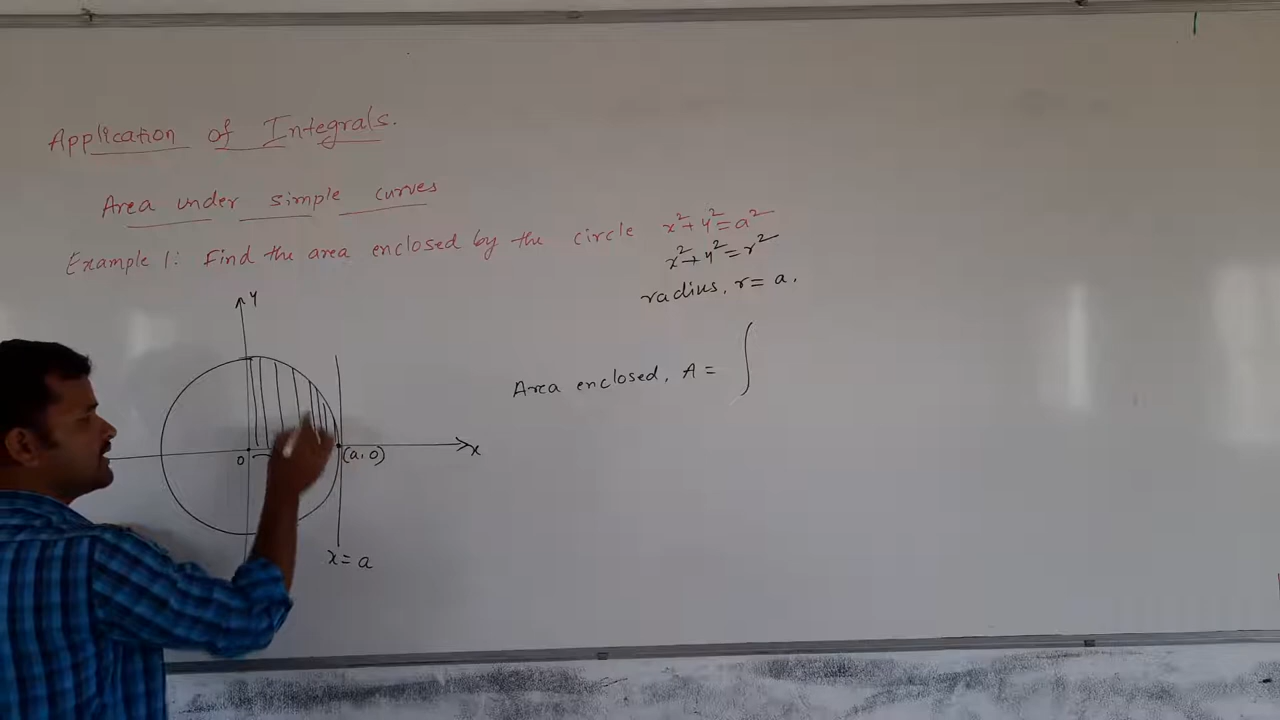 Application of Integrals.
Area under simple curves
Example 1: Find the area enclosed by the circle x²+y²=a²
x²+y²=r²
radius, r = a.
y
Area enclosed, A = ∫
0
(a,0)
x
x = a